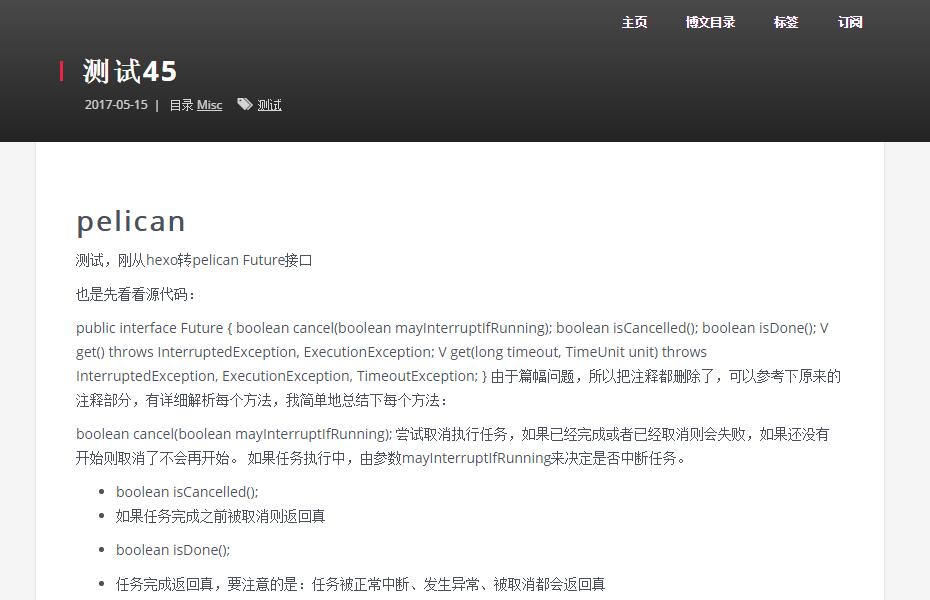 主页 博文目录 标签 订阅
测试45
2017-05-15 | 目录 Misc 测试
pelican
测试，刚从hexo转pelican Future接口
也是先看看源代码：
public interface Future { boolean cancel(boolean mayInterruptIfRunning); boolean isCancelled(); boolean isDone(); V
get() throws InterruptedException, ExecutionException; V get(long timeout, TimeUnit unit) throws
InterruptedException, ExecutionException, TimeoutException; } 由于篇幅问题，所以把注释都删除了，可以参考下原来的
注释部分，有详细解析每个方法，我简单地总结下每个方法：
boolean cancel(boolean mayInterruptIfRunning); 尝试取消执行任务，如果已经完成或者已经取消则会失败，如果还没有
开始则取消了不会再开始。 如果任务执行中，由参数mayInterruptIfRunning来决定是否中断任务。
• boolean isCancelled();
• 如果任务完成之前被取消则返回真
• boolean isDone();
• 任务完成返回真，要注意的是：任务被正常中断、发生异常、被取消都会返回真